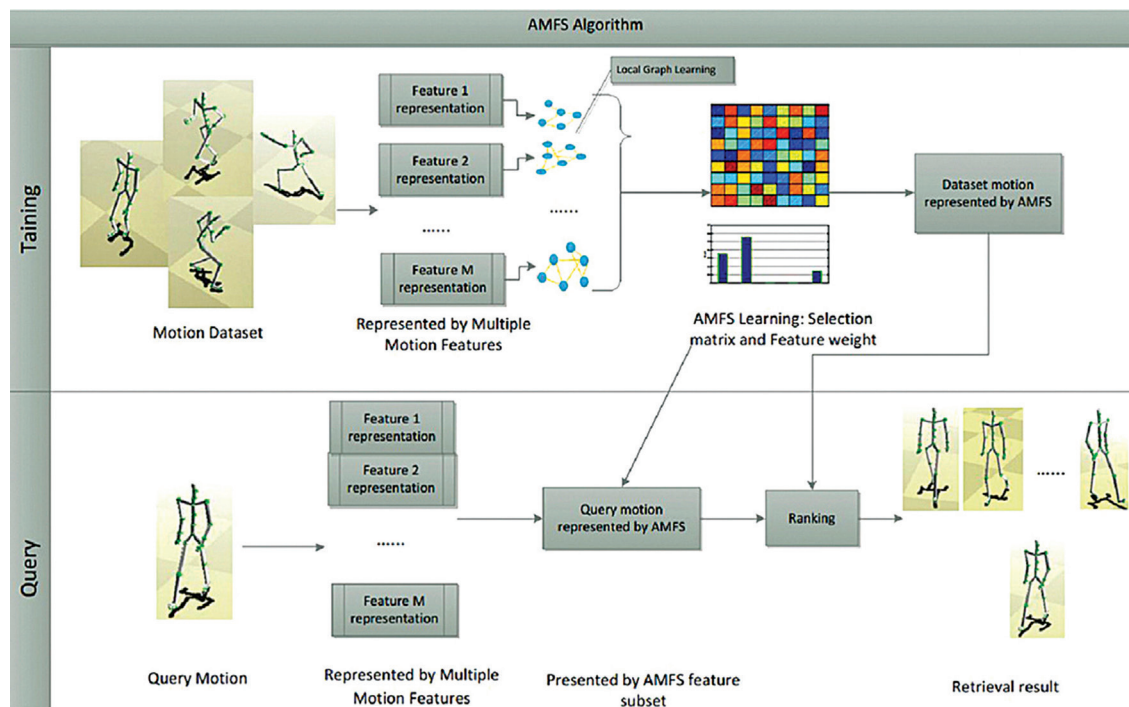 AMFS Algorithm
Taining
Feature 1
representation
Local Graph Learning
Feature 2
representation
......
......
Feature M
representation
Dataset motion
represented by AMFS
Motion Dataset
Represented by Multiple
Motion Features
AMFS Learning: Selection
matrix and Feature weight
Query
Feature 1
representation
Feature 2
representation
......
Feature M
representation
Query motion
represented by AMFS
Ranking
......
Query Motion
Represented by Multiple
Motion Features
Presented by AMFS feature
subset
Retrieval result